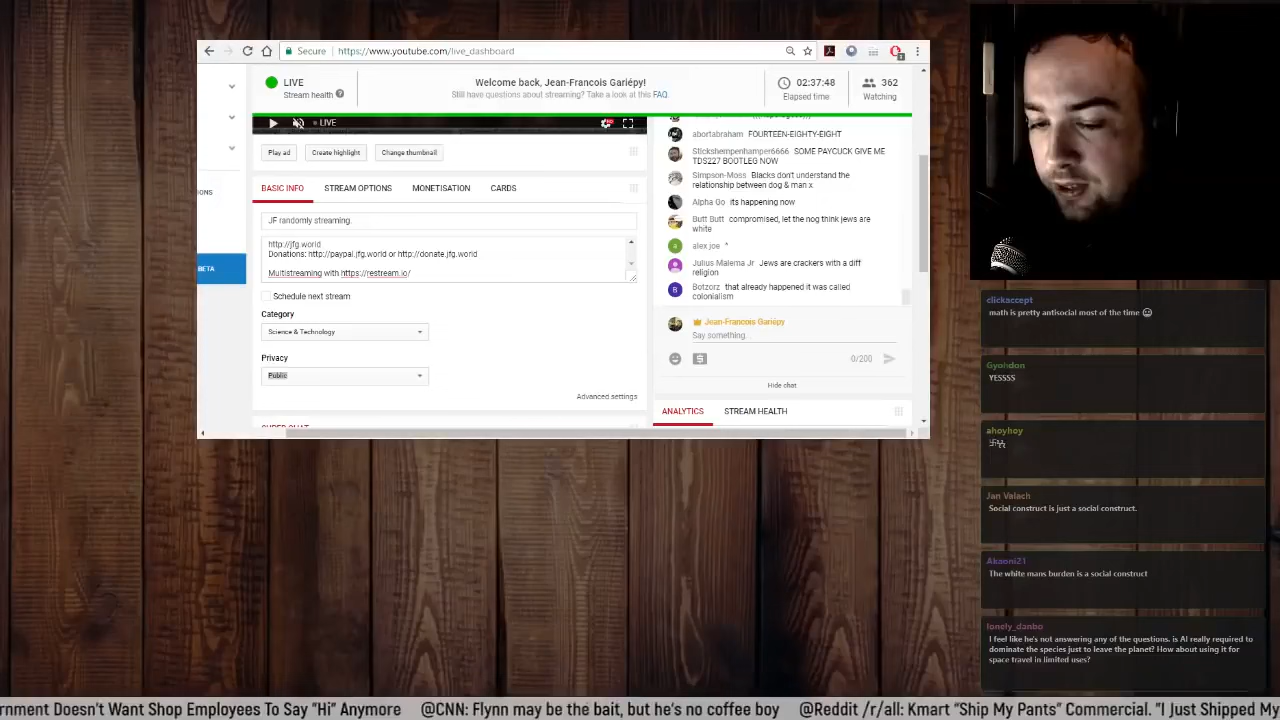 Secure
https://www.youtube.com/live_dashboard
LIVE
Stream health
Welcome back, Jean-Francois Gariépy!
Still have questions about streaming? Take a look at this FAQ.
02:37:48
Elapsed time
362
Watching
LIVE
Play ad
Create highlight
Change thumbnail
IONS
BETA
BASIC INFO
STREAM OPTIONS
MONETISATION
CARDS
JF randomly streaming.
http://jfg.world
Donations: http://paypal.jfg.world or http://donate.jfg.world
Multistreaming with https://restream.io/
Schedule next stream
Category
Science & Technology
Privacy
Public
Advanced settings
abortabraham FOURTEEN-EIGHTY-EIGHT
Stickshempenhamper6666 SOME PAYCUCK GIVE ME
TDS227 BOOTLEG NOW
Simpson-Moss Blacks don't understand the
relationship between dog & man x
Alpha Go its happening now
Butt Butt compromised, let the nog think jews are
white
alex joe *
Julius Malema Jr Jews are crackers with a diff
religion
Botzorz that already happened it was called
colonialism
Jean-Francois Gariépy
Say something...
0/200
Hide chat
ANALYTICS
STREAM HEALTH
clickaccept
math is pretty antisocial most of the time
Gyohdon
YESSSS
ahoyhoy
Jan Valach
Social construct is just a social construct.
Akaoni21
The white mans burden is a social construct
lonely_danbo
I feel like he's not answering any of the questions. is AI really required to
dominate the species just to leave the planet? How about using it for
space travel in limited uses?
rnment Doesn't Want Shop Employees To Say “Hi” Anymore @CNN: Flynn may be the bait, but he's no coffee boy @Reddit /r/all: Kmart “Ship My Pants” Commercial. “I Just Shipped My